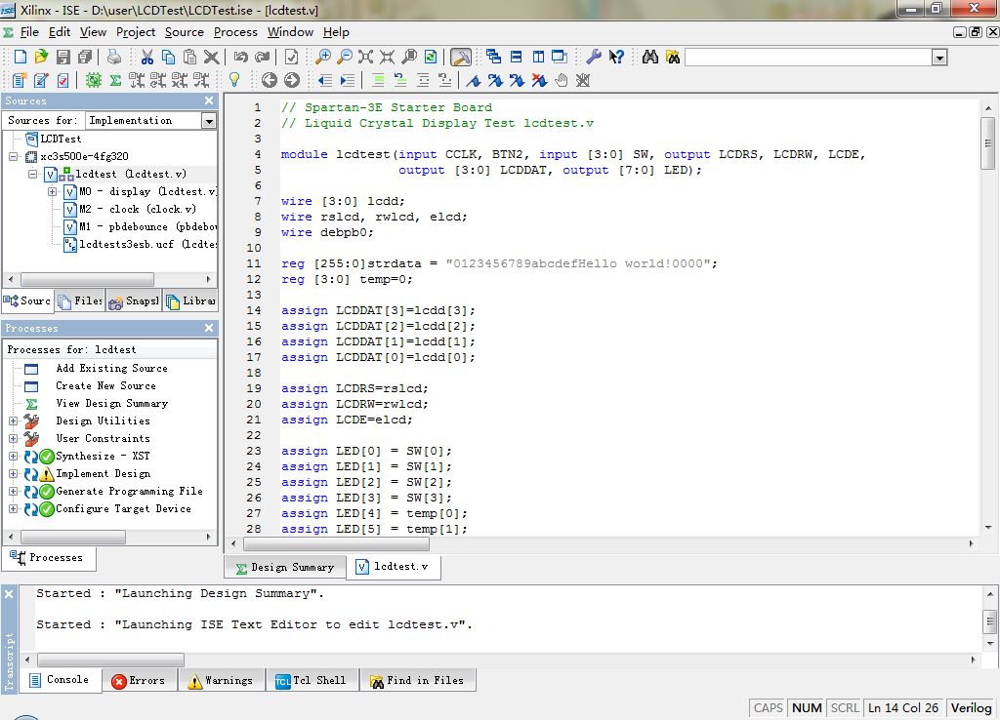 ISE Xilinx - ISE - D:\user\LCDTest\LCDTest.ise - [lcdtest.v]
File Edit View Project Source Process Window Help
Sources
Sources for: Implementation
LCDTest
xc3s500e-4fg320
lcdtest (lcdtest.v)
M0 - display (lcdtest.v)
M2 - clock (clock.v)
M1 - pbdebounce (pbdebou
lcdtests3esb.ucf (lcdtes
Sourc Files Snapsl Librar
Processes
Processes for: lcdtest
Add Existing Source
Create New Source
View Design Summary
Design Utilities
User Constraints
Synthesize - XST
Implement Design
Generate Programming File
Configure Target Device
Processes
1 // Spartan-3E Starter Board
2 // Liquid Crystal Display Test lcdtest.v
3
4 module lcdtest(input CCLK, BTN2, input [3:0] SW, output LCDRS, LCDRW, LCDE,
5 output [3:0] LCDDAT, output [7:0] LED);
6
7 wire [3:0] lcdd;
8 wire rslcd, rwlcd, elcd;
9 wire debpb0;
10
11 reg [255:0]strdata = "0123456789abcdefHello world!0000";
12 reg [3:0] temp=0;
13
14 assign LCDDAT[3]=lcdd[3];
15 assign LCDDAT[2]=lcdd[2];
16 assign LCDDAT[1]=lcdd[1];
17 assign LCDDAT[0]=lcdd[0];
18
19 assign LCDRS=rslcd;
20 assign LCDRW=rwlcd;
21 assign LCDE=elcd;
22
23 assign LED[0] = SW[0];
24 assign LED[1] = SW[1];
25 assign LED[2] = SW[2];
26 assign LED[3] = SW[3];
27 assign LED[4] = temp[0];
28 assign LED[5] = temp[1];
Design Summary lcdtest.v
Transcript
Started : "Launching Design Summary".
Started : "Launching ISE Text Editor to edit lcdtest.v".
Console Errors Warnings TCL Tcl Shell Find in Files
CAPS NUM SCRL Ln 14 Col 26 Verilog